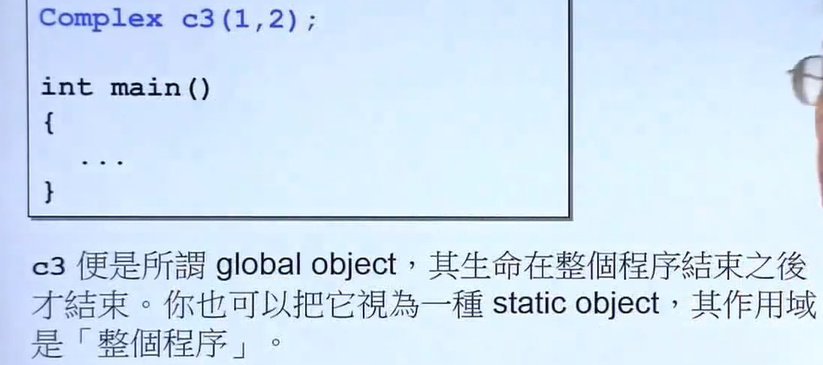 Complex c3(1,2);
int main()
{
...
}
c3 便是所謂 global object，其生命在整個程序結束之後
才結束。你也可以把它視為一種 static object，其作用域
是「整個程序」。